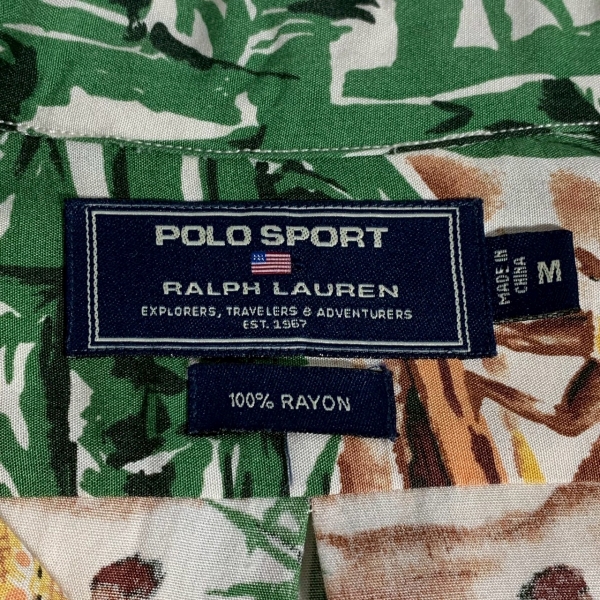 POLO SPORT
RALPH LAUREN
EXPLORERS, TRAVELERS & ADVENTURERS
EST. 1967
MADE IN
CHINA
M
100% RAYON